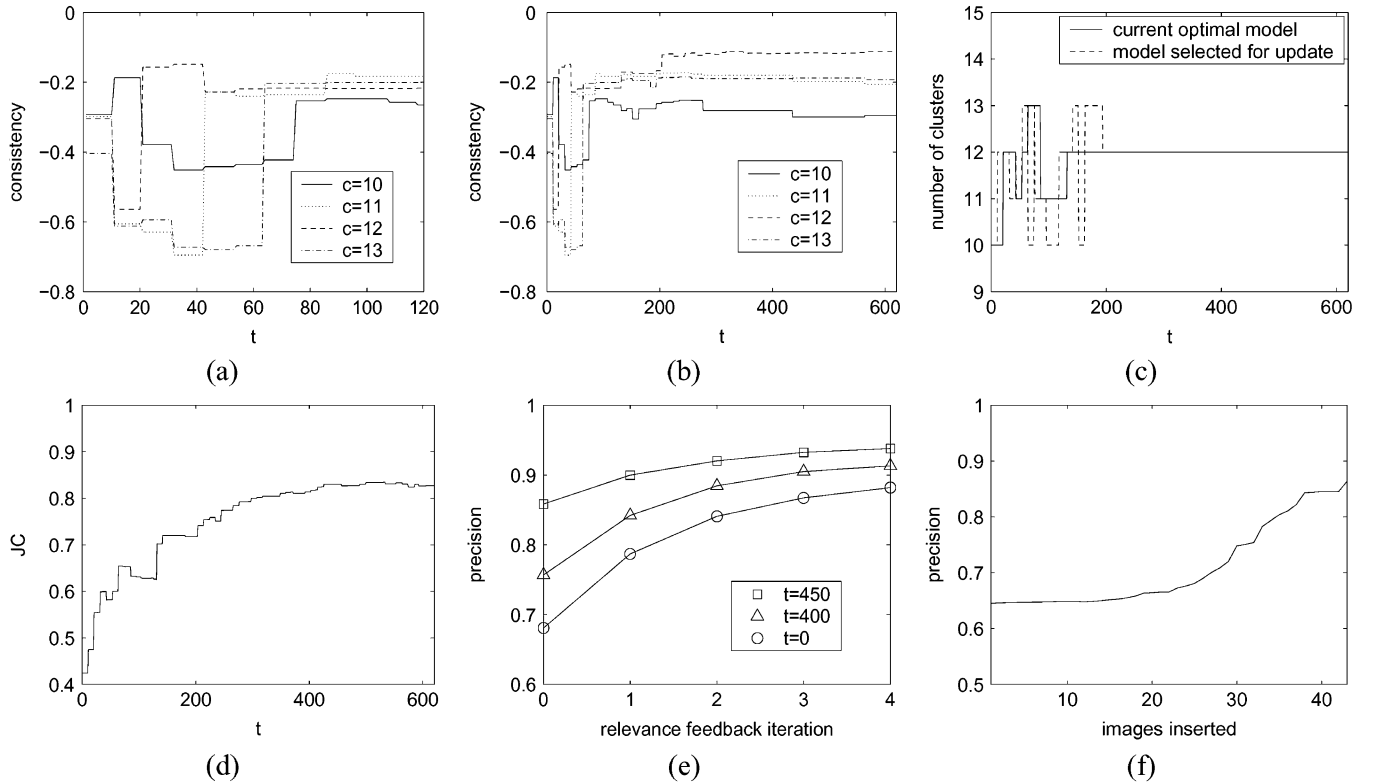 0
−0.2
−0.4
−0.6
−0.8
consistency
0 20 40 60 80 100 120
t
c=10
c=11
c=12
c=13
(a)
0
−0.2
−0.4
−0.6
−0.8
consistency
0 200 400 600
t
c=10
c=11
c=12
c=13
(b)
15
14
13
12
11
10
9
number of clusters
0 200 400 600
t
current optimal model
model selected for update
(c)
1
0.9
0.8
0.7
0.6
0.5
0.4
JC
0 200 400 600
t
(d)
1
0.9
0.8
0.7
0.6
precision
0 1 2 3 4
relevance feedback iteration
t=450
t=400
t=0
(e)
1
0.9
0.8
0.7
0.6
0.5
precision
10 20 30 40
images inserted
(f)